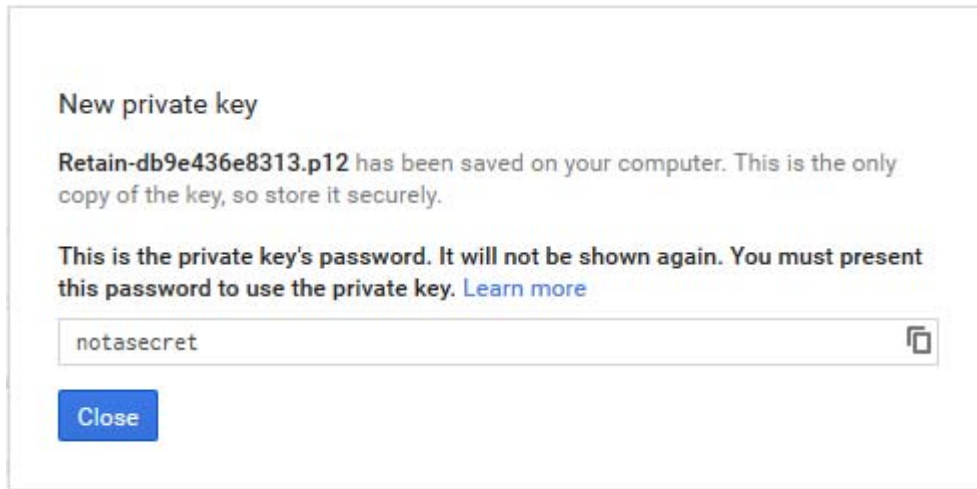 New private key
Retain-db9e436e8313.p12 has been saved on your computer. This is the only
copy of the key, so store it securely.
This is the private key's password. It will not be shown again. You must present
this password to use the private key. Learn more
notasecret
Close